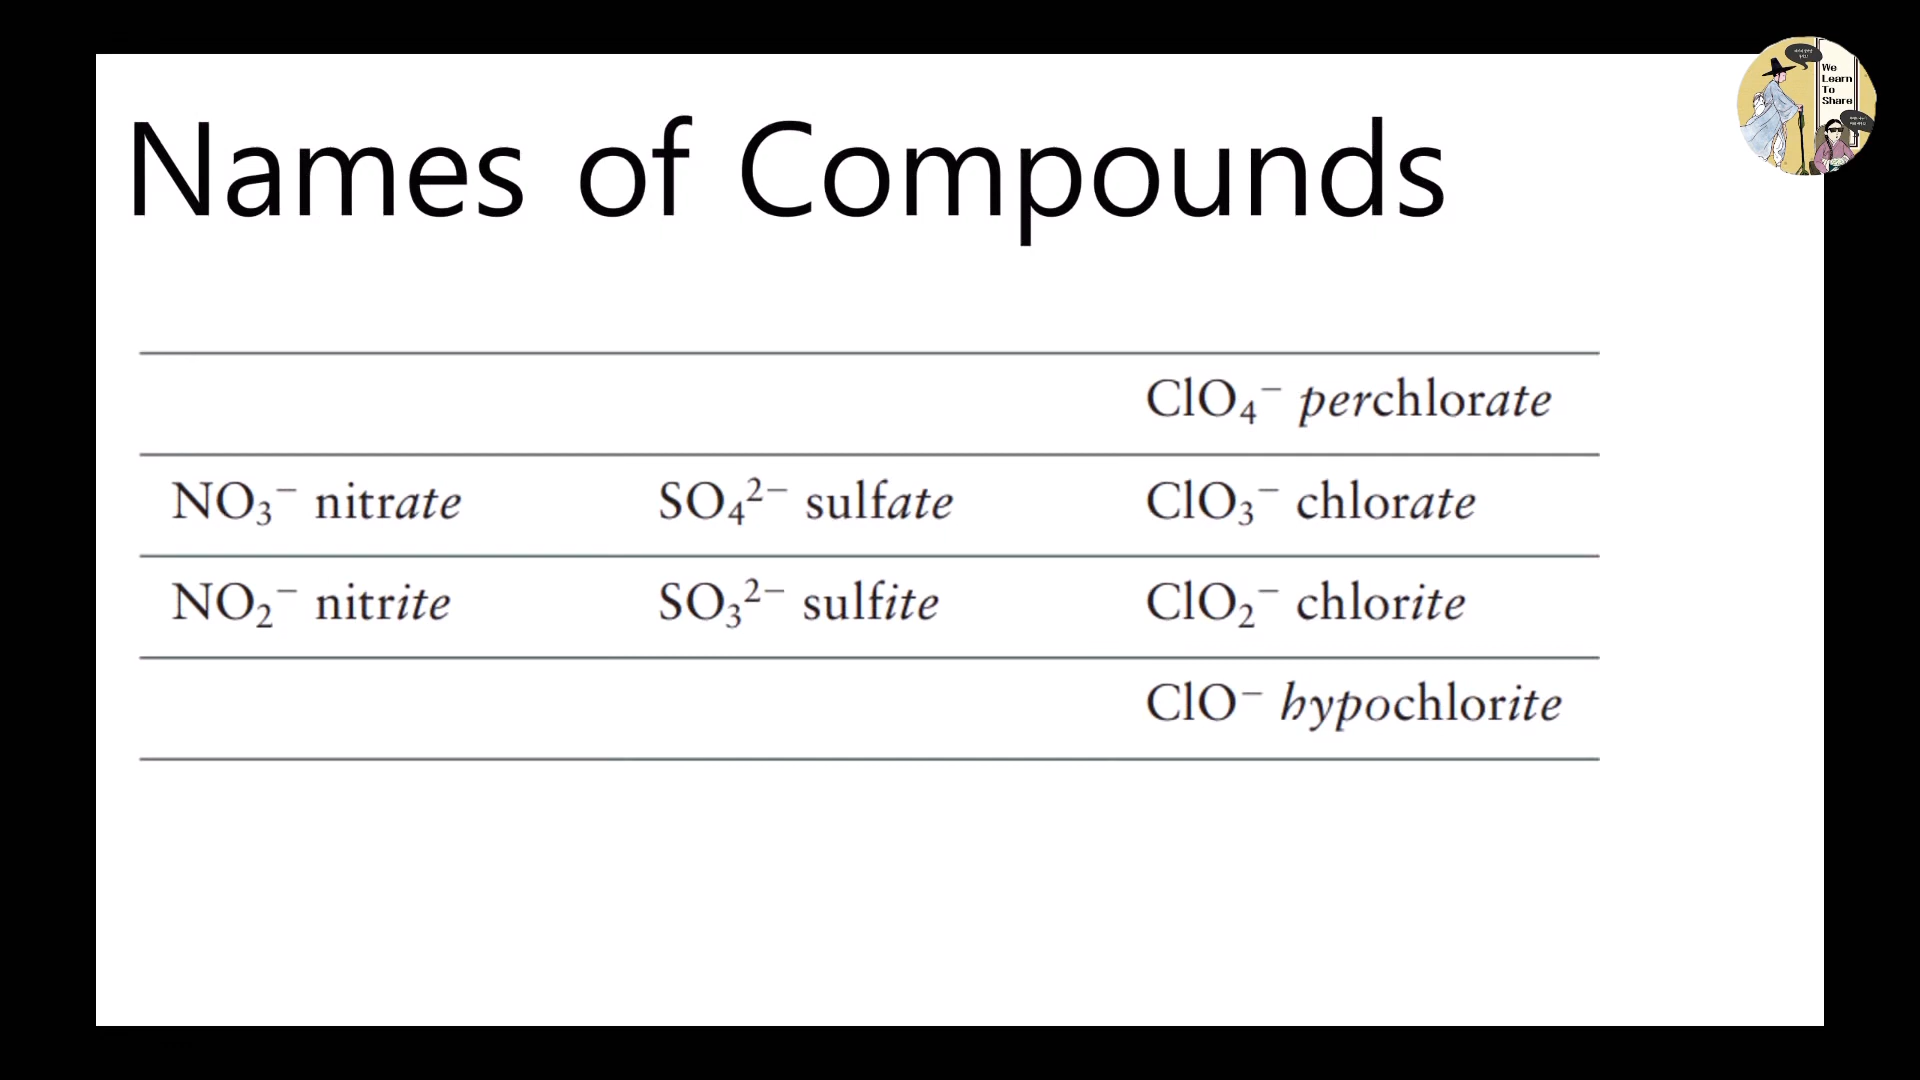 Names of Compounds
We
Learn
To
Share
ClO₄⁻ perchlorate
NO₃⁻ nitrate SO₄²⁻ sulfate ClO₃⁻ chlorate
NO₂⁻ nitrite SO₃²⁻ sulfite ClO₂⁻ chlorite
ClO⁻ hypochlorite